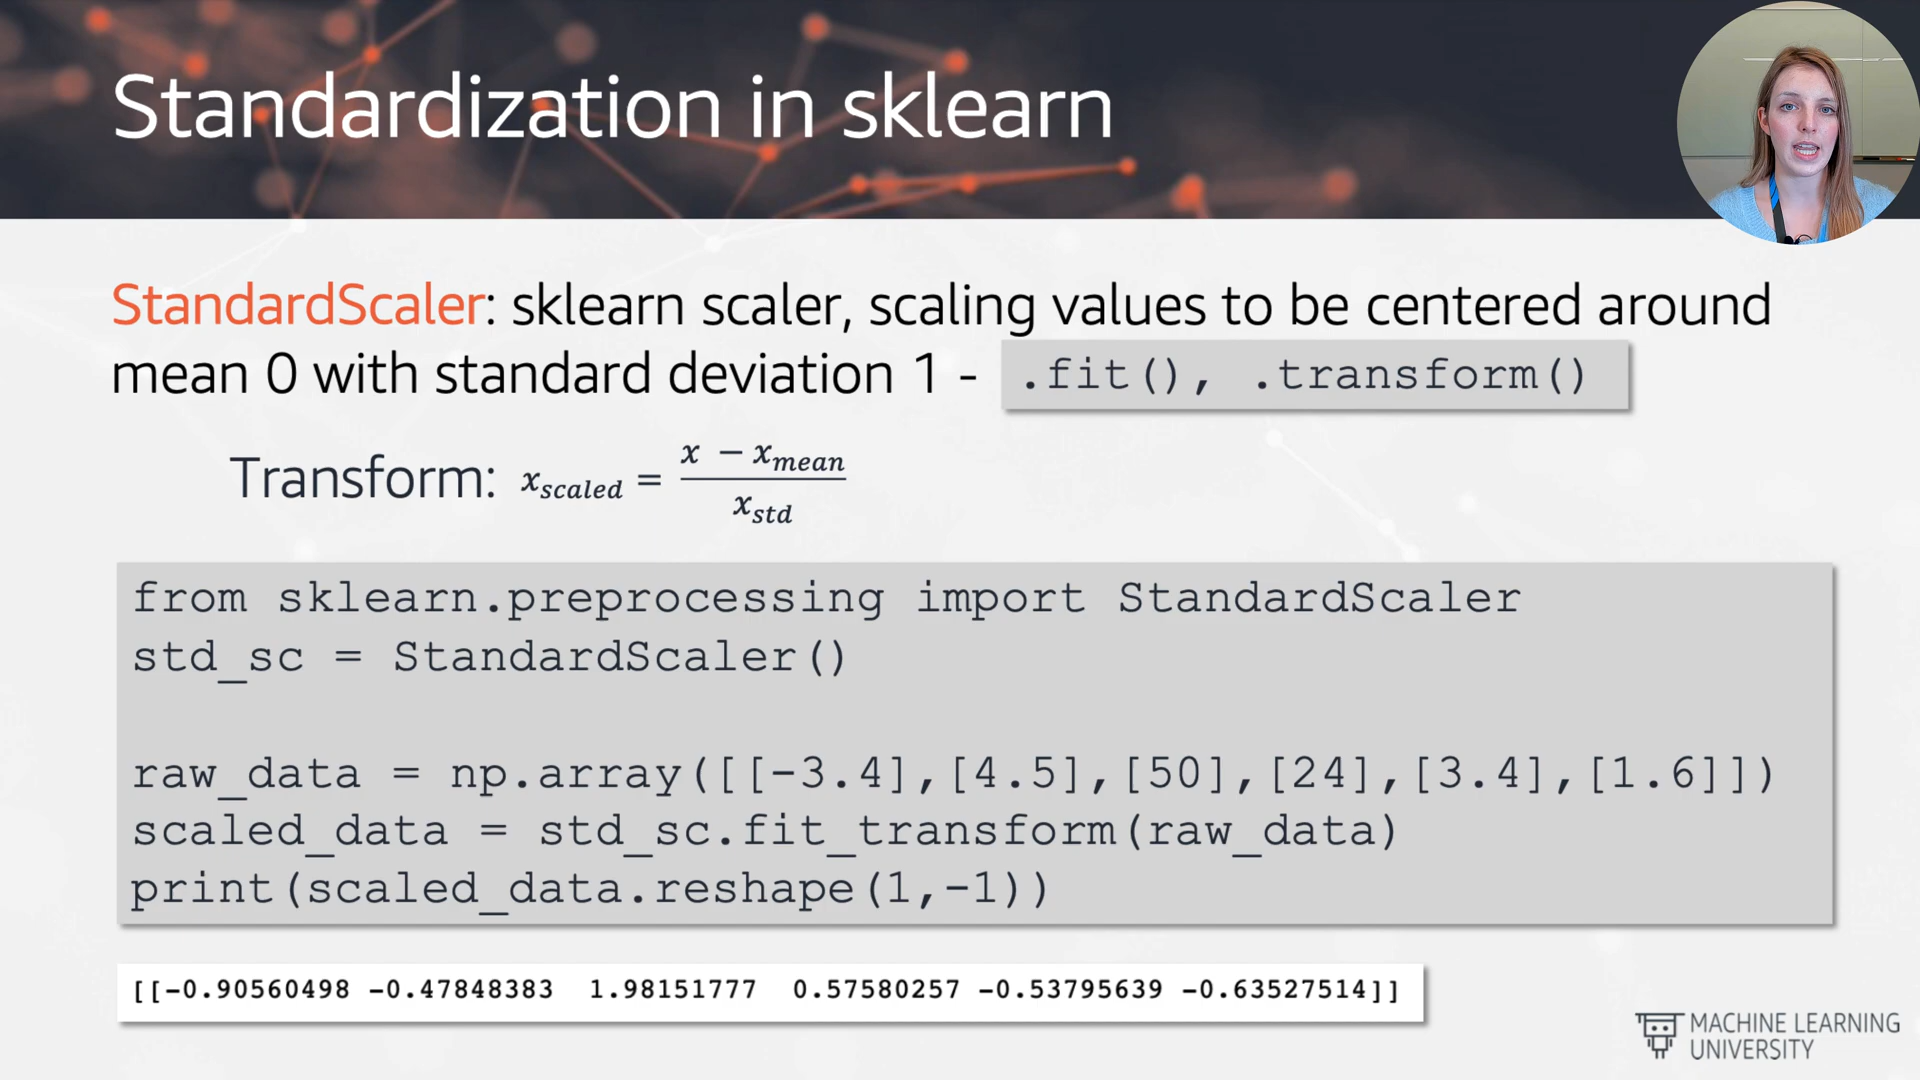 Standardization in sklearn
StandardScaler: sklearn scaler, scaling values to be centered around
mean 0 with standard deviation 1 - .fit(), .transform()
Transform: x_scaled = (x - x_mean) / x_std
from sklearn.preprocessing import StandardScaler
std_sc = StandardScaler()
raw_data = np.array([[-3.4],[4.5],[50],[24],[3.4],[1.6]])
scaled_data = std_sc.fit_transform(raw_data)
print(scaled_data.reshape(1,-1))
[[-0.90560498 -0.47848383  1.98151777  0.57580257 -0.53795639 -0.63527514]]
MACHINE LEARNING
UNIVERSITY